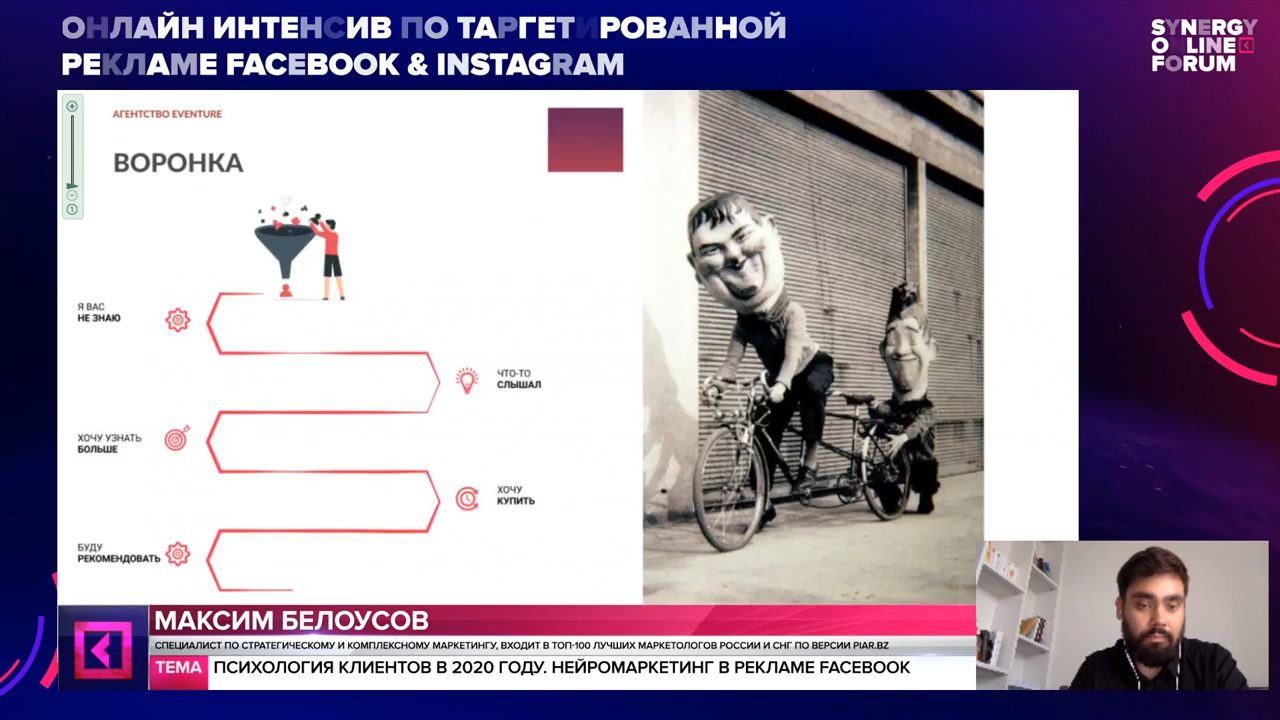 ОНЛАЙН ИНТЕНСИВ ПО ТАРГЕТИРОВАННОЙ
РЕКЛАМЕ FACEBOOK & INSTAGRAM
SYNERGY
ONLINE
FORUM
АГЕНТСТВО EVENTURE
ВОРОНКА
Я ВАС
НЕ ЗНАЮ
ЧТО-ТО
СЛЫШАЛ
ХОЧУ УЗНАТЬ
БОЛЬШЕ
ХОЧУ
КУПИТЬ
БУДУ
РЕКОМЕНДОВАТЬ
МАКСИМ БЕЛОУСОВ
СПЕЦИАЛИСТ ПО СТРАТЕГИЧЕСКОМУ И КОМПЛЕКСНОМУ МАРКЕТИНГУ, ВХОДИТ В ТОП-100 ЛУЧШИХ МАРКЕТОЛОГОВ РОССИИ И СНГ ПО ВЕРСИИ PIAR.BZ
ТЕМА ПСИХОЛОГИЯ КЛИЕНТОВ В 2020 ГОДУ. НЕЙРОМАРКЕТИНГ В РЕКЛАМЕ FACEBOOK